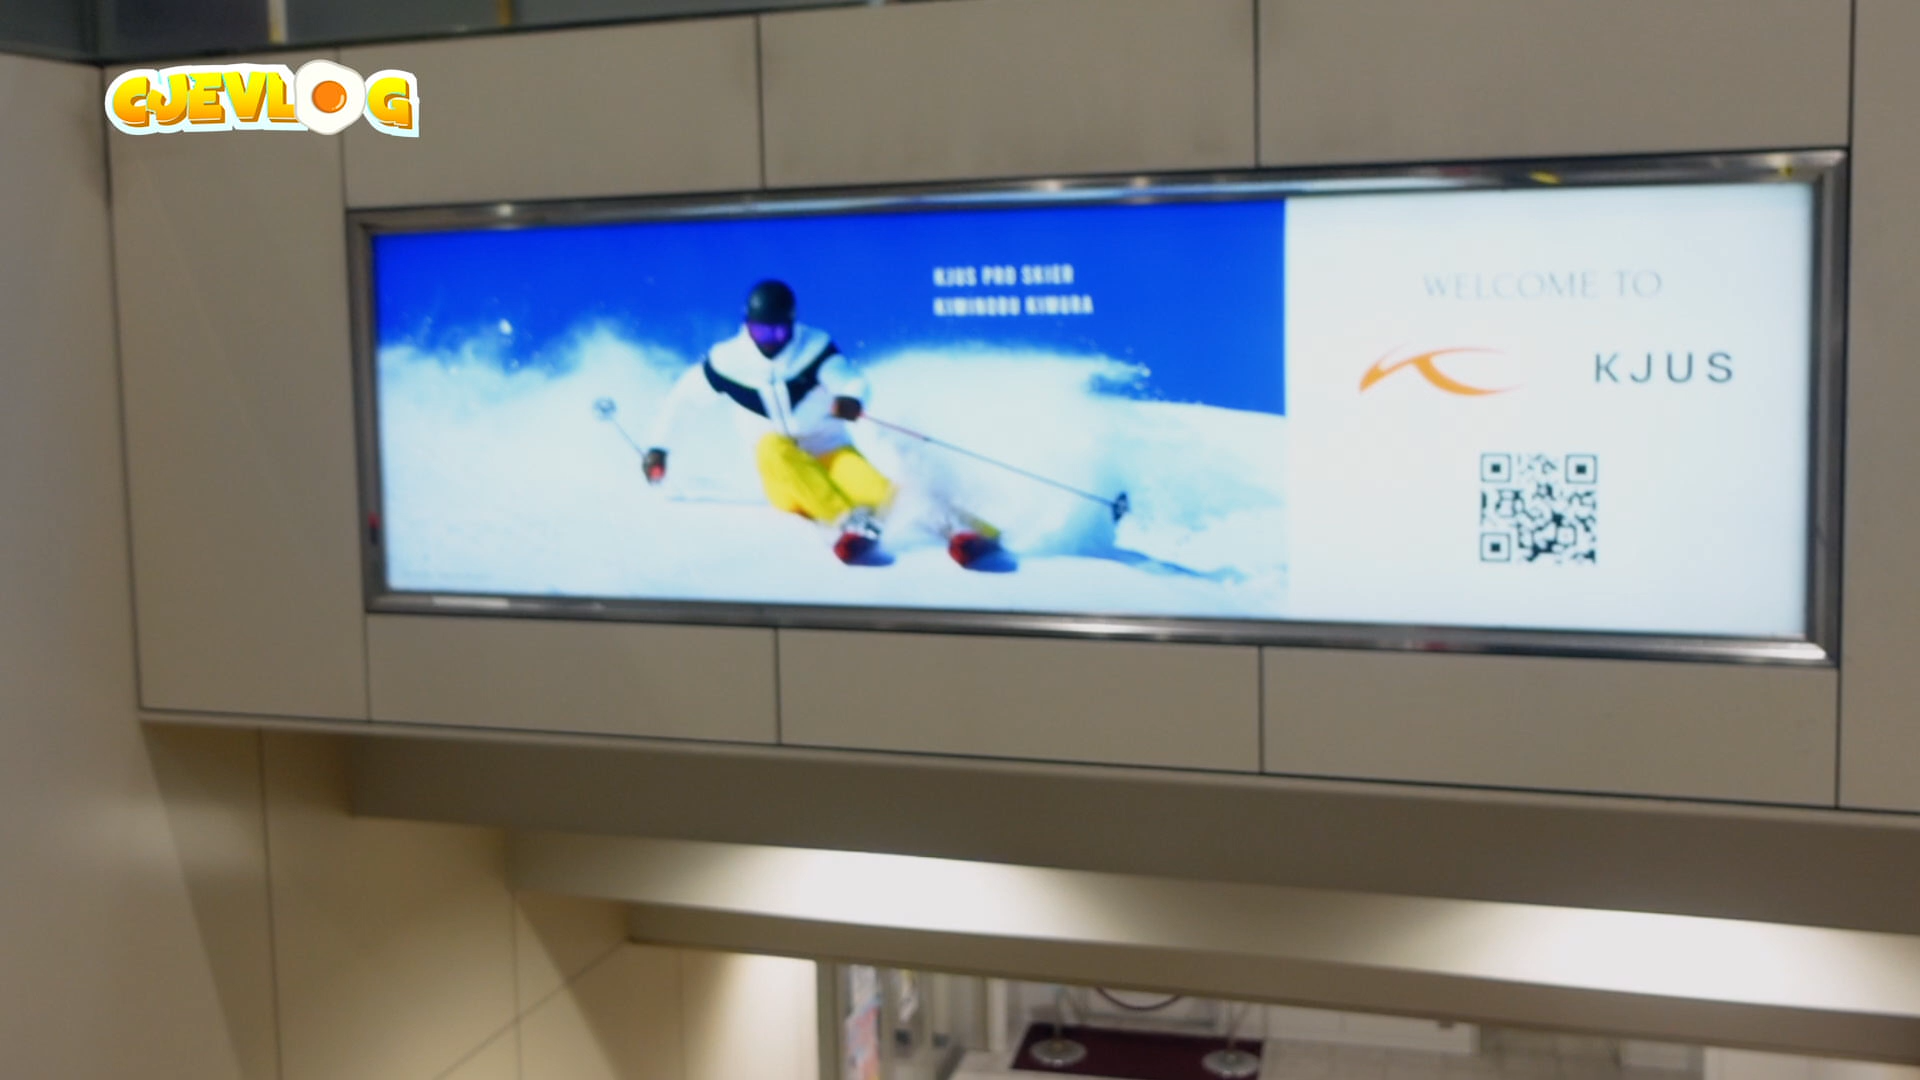 CJEVLOG
KJUS PRO SKIER
KIMINOBU KIMURA
WELCOME TO
KJUS